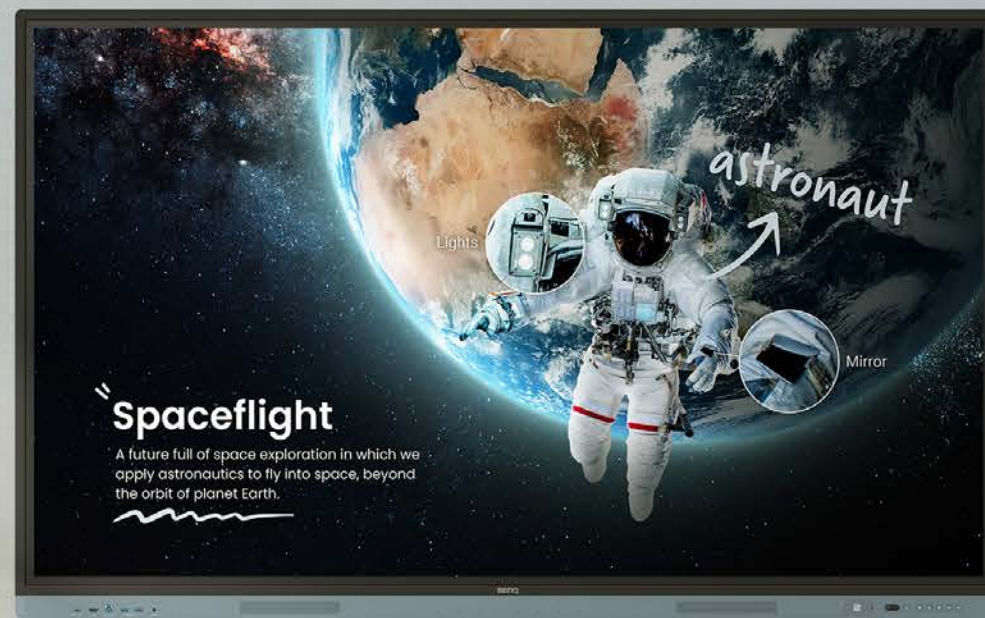 astronaut
Lights
Mirror
Spaceflight
A future full of space exploration in which we
apply astronautics to fly into space, beyond
the orbit of planet Earth.
BenQ